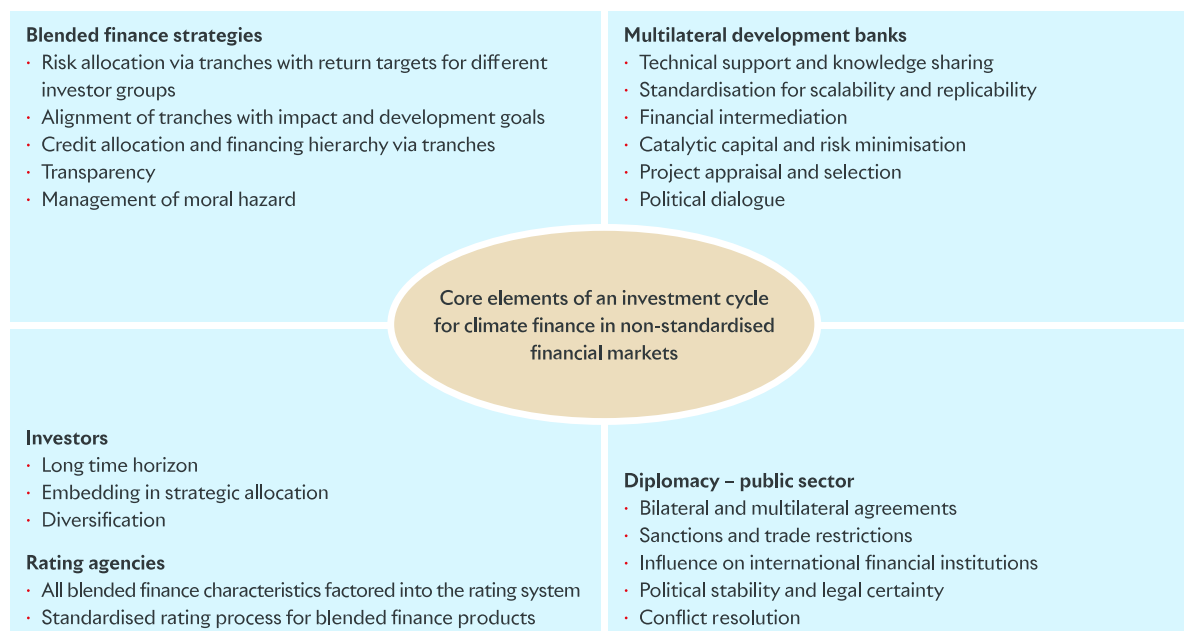 Blended finance strategies
· Risk allocation via tranches with return targets for different
investor groups
· Alignment of tranches with impact and development goals
· Credit allocation and financing hierarchy via tranches
· Transparency
· Management of moral hazard
Multilateral development banks
· Technical support and knowledge sharing
· Standardisation for scalability and replicability
· Financial intermediation
· Catalytic capital and risk minimisation
· Project appraisal and selection
· Political dialogue
Core elements of an investment cycle
for climate finance in non-standardised
financial markets
Investors
· Long time horizon
· Embedding in strategic allocation
· Diversification
Rating agencies
· All blended finance characteristics factored into the rating system
· Standardised rating process for blended finance products
Diplomacy – public sector
· Bilateral and multilateral agreements
· Sanctions and trade restrictions
· Influence on international financial institutions
· Political stability and legal certainty
· Conflict resolution